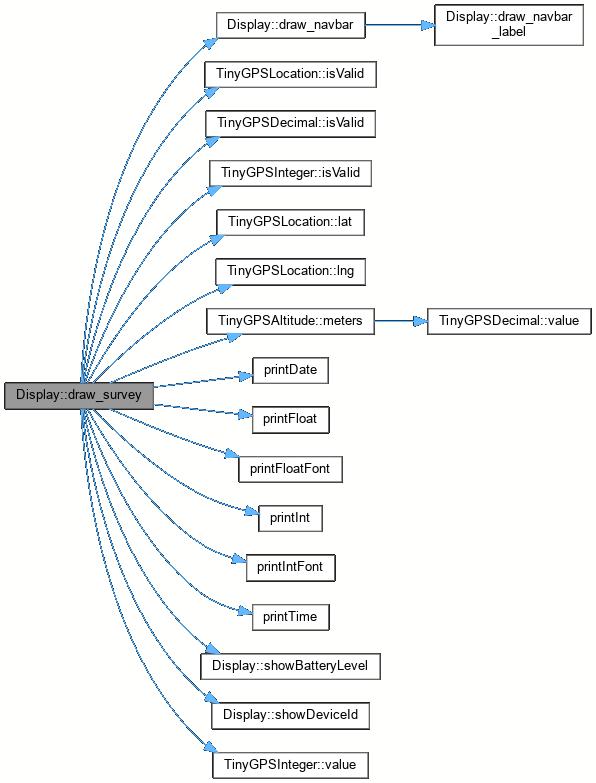 Display::draw_navbar
Display::draw_navbar
_label
TinyGPSLocation::isValid
TinyGPSDecimal::isValid
TinyGPSInteger::isValid
TinyGPSLocation::lat
TinyGPSLocation::lng
TinyGPSAltitude::meters
TinyGPSDecimal::value
printDate
Display::draw_survey
printFloat
printFloatFont
printInt
printIntFont
printTime
Display::showBatteryLevel
Display::showDeviceId
TinyGPSInteger::value